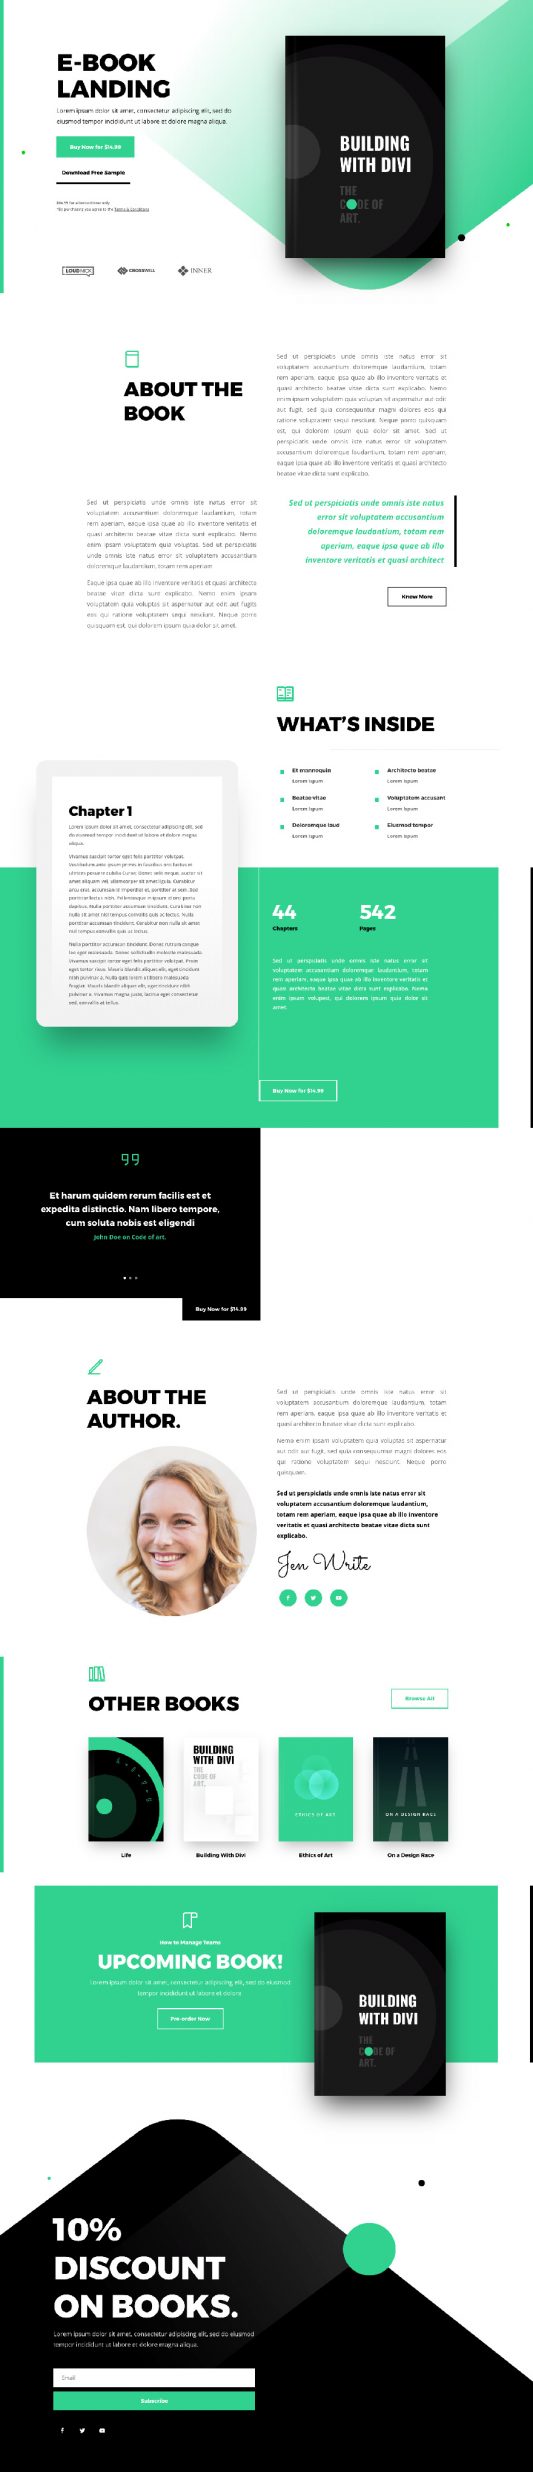 E-BOOK
LANDING
Lorem ipsum dolor sit amet, consectetur adipiscing elit, sed do
eiusmod tempor incididunt ut labore et dolore magna aliqua.
Buy Now for $14.99
Download Free Sample
*By purchasing you agree to the Terms & Conditions
LOUDNICK
CROSSWILL
INNER
BUILDING
WITH DIVI
THE
CODE OF
ART.
ABOUT THE
BOOK
Sed ut perspiciatis unde omnis iste natus error sit
voluptatem accusantium doloremque laudantium, totam
rem aperiam, eaque ipsa quae ab illo inventore veritatis et
quasi architecto beatae vitae dicta sunt explicabo. Nemo
enim ipsam voluptatem quia voluptas sit aspernatur aut odit
aut fugit, sed quia consequuntur magni dolores eos qui
ratione voluptatem sequi nesciunt. Neque porro quisquam
est, qui dolorem ipsum quia dolor sit amet. Sed ut
perspiciatis unde omnis iste natus error sit voluptatem
accusantium doloremque laudantium, totam rem aperiam,
eaque ipsa quae ab illo inventore veritatis et quasi architecto
beatae vitae dicta sunt explicabo.
Sed ut perspiciatis unde omnis iste natus error sit
voluptatem accusantium doloremque laudantium, totam
rem aperiam, eaque ipsa quae ab illo inventore veritatis et
quasi architecto beatae vitae dicta sunt explicabo. Nemo
enim ipsam voluptatem quia voluptas. Sed ut perspiciatis
unde omnis iste natus error sit voluptatem accusantium
doloremque laudantium, totam rem aperiam
Eaque ipsa quae ab illo inventore veritatis et quasi architecto
beatae vitae dicta sunt explicabo. Nemo enim ipsam
voluptatem quia voluptas sit aspernatur aut odit aut fugits
eos qui ratione voluptatem sequi nesciunt. Neque porro
quisquam est, qui dolorem ipsum quia dolor sit amet.
Sed ut perspiciatis unde omnis iste natus
error sit voluptatem accusantium
doloremque laudantium, totam rem
aperiam, eaque ipsa quae ab illo
inventore veritatis et quasi architect
Know More
WHAT'S INSIDE
Et mannequin
Lorem Ispum
Architecto beatae
Lorem Ispum
Beatae vitae
Lorem Ispum
Voluptatem accusant
Lorem Ispum
Doloremque laud
Lorem Ispum
Eiusmod tempor
Lorem Ispum
Chapter 1
Lorem ipsum dolor sit amet, consectetur adipiscing elit, sed
do eiusmod tempor incididunt ut labore et dolore magna
aliqua.
44
Chapters
542
Pages
Sed ut perspiciatis unde omnis iste natus error sit
voluptatem accusantium doloremque laudantium, totam
rem aperiam, eaque ipsa quae ab illo inventore veritatis et
quasi architecto beatae vitae dicta sunt explicabo. Nemo
enim ipsam volupest, qui dolorem ipsum quia dolor sit
amet.
Buy Now for $14.99
Et harum quidem rerum facilis est et
expedita distinctio. Nam libero tempore,
cum soluta nobis est eligendi
John Doe on Code of art.
Buy Now for $14.99
ABOUT THE
AUTHOR.
Sed ut perspiciatis unde omnis iste natus error sit
voluptatem accusantium doloremque laudantium, totam
rem aperiam, eaque ipsa quae ab illo inventore veritatis et
quasi architecto beatae vitae dicta sunt explicabo.
Nemo enim ipsam voluptatem quia voluptas sit aspernatur
aut odit aut fugit, sed quia consequuntur magni dolores eos
qui ratione voluptatem sequi nesciunt. Neque porro
quisquam.
Sed ut perspiciatis unde omnis iste natus error sit
voluptatem accusantium doloremque laudantium,
totam rem aperiam, eaque ipsa quae ab illo inventore
veritatis et quasi architecto beatae vitae dicta sunt
explicabo.
Jen Write
OTHER BOOKS
Browse All
BUILDING
WITH DIVI
THE
CODE OF
ART.
ETHICS OF ART
ON A DESIGN RACE
Life
Building With Divi
Ethics of Art
On a Design Race
How to Manage Teams
UPCOMING BOOK!
Lorem ipsum dolor sit amet, consectetur adipiscing elit, sed do eiusmod
tempor incididunt ut labore et dolore
Pre-order Now
BUILDING
WITH DIVI
THE
CODE OF
ART.
10%
DISCOUNT
ON BOOKS.
Lorem ipsum dolor sit amet, consectetur adipiscing elit, sed do eiusmod
tempor incididunt ut labore et dolore magna aliqua.
Email
Subscribe